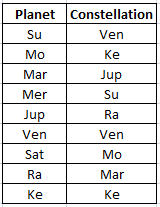 Planet Constellation
Su Ven
Mo Ke
Mar Jup
Mer Su
Jup Ra
Ven Ven
Sat Mo
Ra Mar
Ke Ke